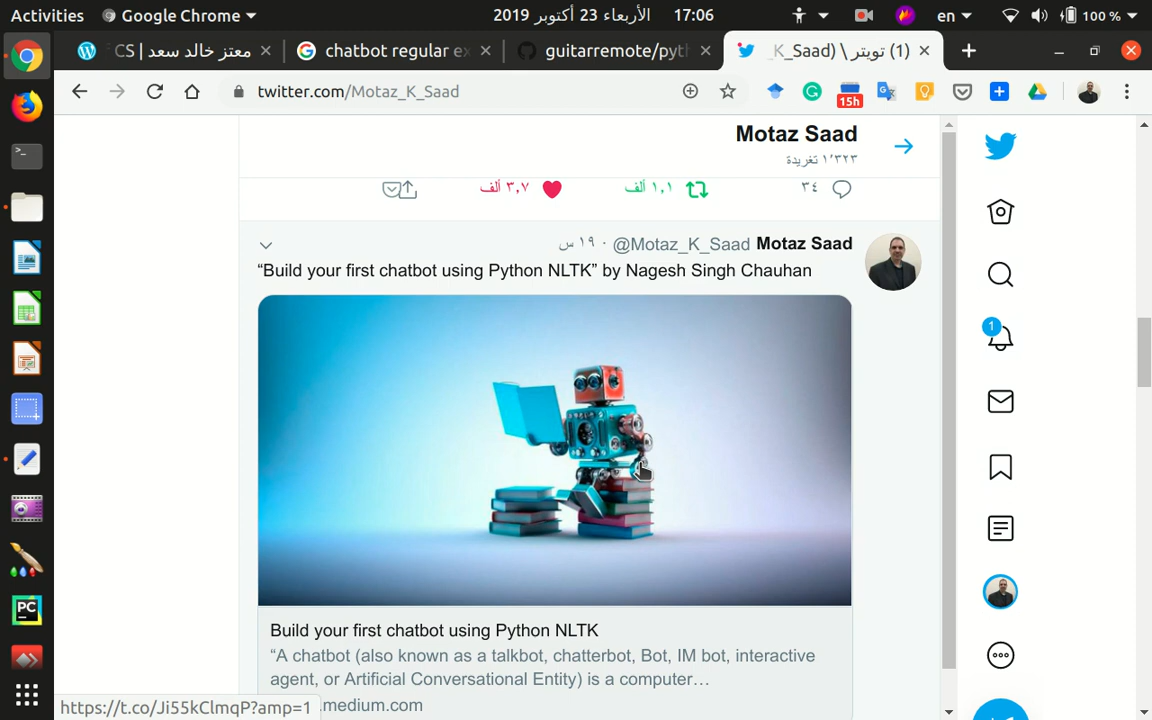 Activities
Google Chrome
الأربعاء 23 أكتوبر 2019
17:06
en
100 %
معتز خالد سعد | CS
chatbot regular ex
guitarremote/pyth
(1) تويتر \ (K_Saad_
twitter.com/Motaz_K_Saad
15h
Motaz Saad
١٬٣٢٣ تغريدة
٣٤
١,١ ألف
٣,٧ ألف
Motaz Saad @Motaz_K_Saad · ١٩ س
“Build your first chatbot using Python NLTK” by Nagesh Singh Chauhan
1
Build your first chatbot using Python NLTK
“A chatbot (also known as a talkbot, chatterbot, Bot, IM bot, interactive
agent, or Artificial Conversational Entity) is a computer…
.medium.com
https://t.co/Ji55kClmqP?amp=1
PC